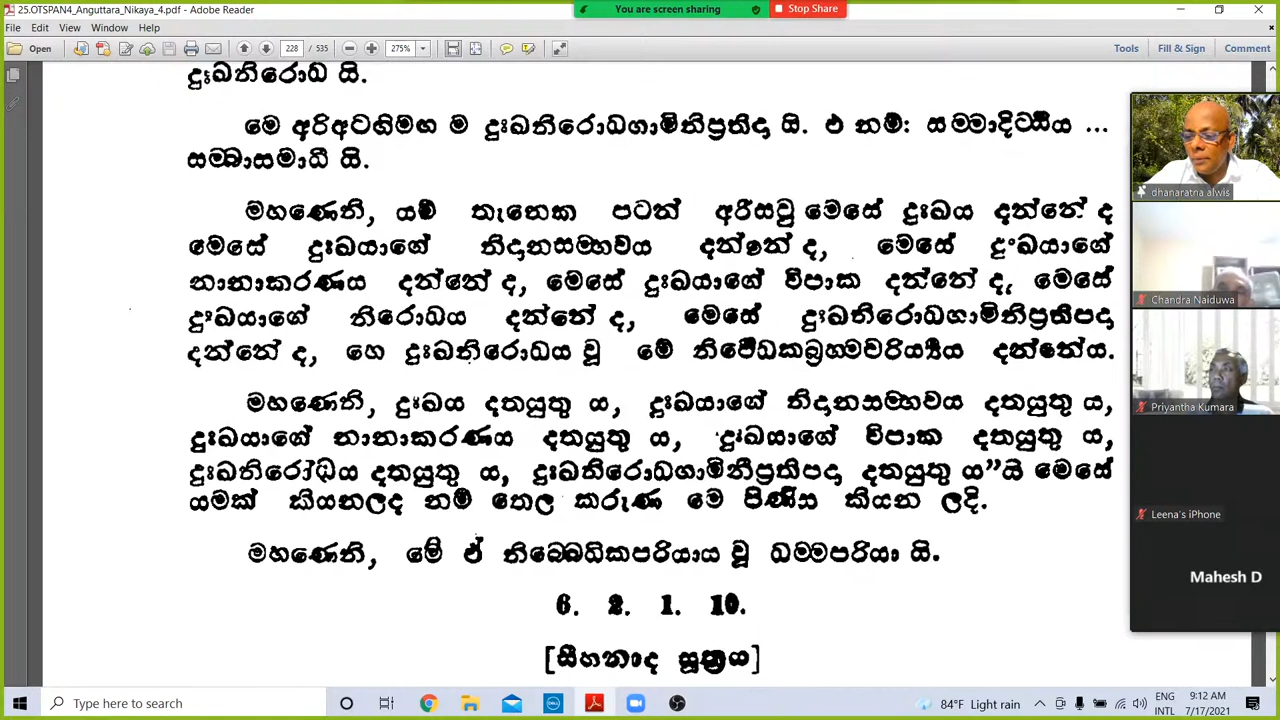 25.OTSPAN4_Anguttara_Nikaya_4.pdf - Adobe Reader
You are screen sharing
Stop Share
File Edit View Window Help
Open 228 / 535 275% Tools Fill & Sign Comment
දුඃඛනිරොධ යි.
මෙ අරිඅටඟිමඟ ම දුඃඛනිරොධගාමිනිප්‍රතිදා යි. එ නම්: සම්මාදිට්ඨිය ...
සම්මාසමාධි යි.
මහණෙනි, යම් තැනෙක පටන් අරිසවු මෙසේ දුඃඛය දන්නේ ද
මෙසේ දුඃඛයාගේ නිදානසම්භවය දන්නේ ද, මෙසේ දුඃඛයාගේ
නානාකරණය දන්නේ ද, මෙසේ දුඃඛයාගේ විපාක දන්නේ ද, මෙසේ
දුඃඛයාගේ නිරොධය දන්නේ ද, මෙසේ දුඃඛනිරොධගාමිනිප්‍රතිපදා
දන්නේ ද, හෙ දුඃඛනිරොධය වූ මේ නිර්වේධකබ්‍රහ්මචර්‍ය්‍යය දන්නේය.
මහණෙනි, දුඃඛය දතයුතු ය, දුඃඛයාගේ නිදානසම්භවය දතයුතු ය,
දුඃඛයාගේ නානාකරණය දතයුතු ය, දුඃඛයාගේ විපාක දතයුතු ය,
දුඃඛනිරෝධය දතයුතු ය, දුඃඛනිරොධගාමිනීප්‍රතිපදා දතයුතු ය”යි මෙසේ
යමක් කියනලද නම් තෙල කරුණ මෙ පිණිස කියන ලදි.
මහණෙනි, මේ ඒ නිබ්බෙධිකපරියාය වූ ධම්මපරියා යි.
6. 2. 1. 10.
[සීහනාද සූත්‍රය]
dhanaratna alwis
Chandra Naiduwa
Priyantha Kumara
Leena's iPhone
Mahesh D
Type here to search
84°F Light rain
ENG
INTL
9:12 AM
7/17/2021